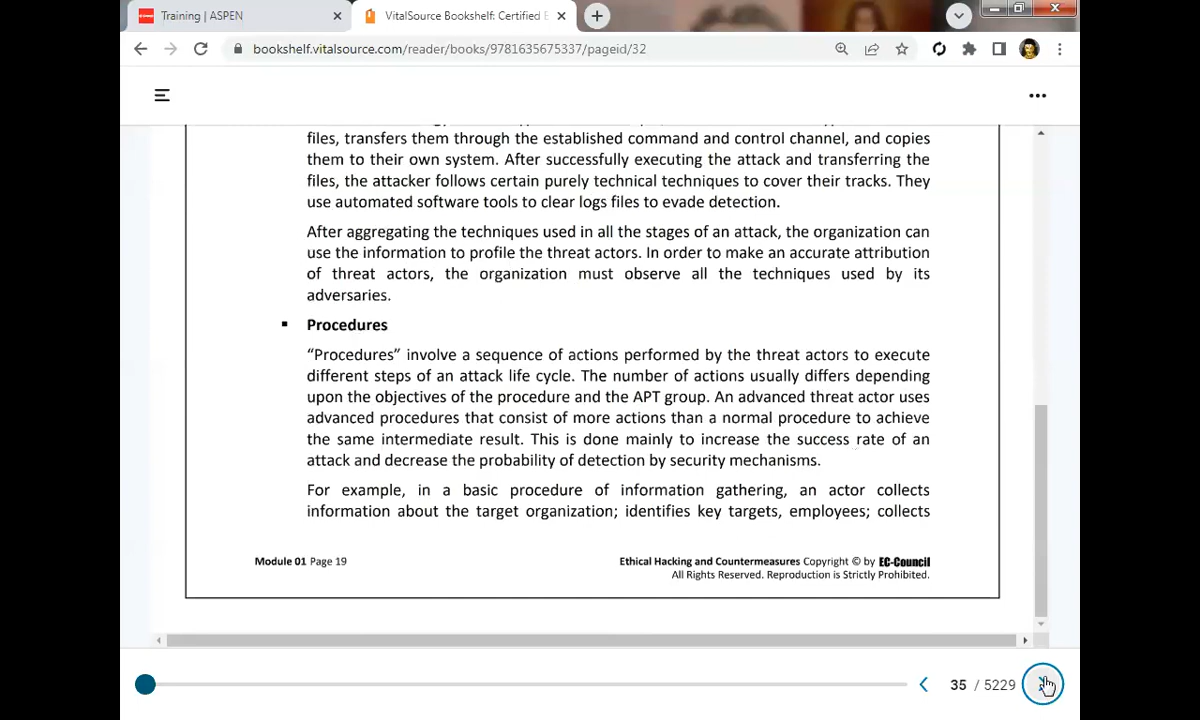 Training | ASPEN
VitalSource Bookshelf: Certified E
bookshelf.vitalsource.com/reader/books/9781635675337/pageid/32
files, transfers them through the established command and control channel, and copies
them to their own system. After successfully executing the attack and transferring the
files, the attacker follows certain purely technical techniques to cover their tracks. They
use automated software tools to clear logs files to evade detection.
After aggregating the techniques used in all the stages of an attack, the organization can
use the information to profile the threat actors. In order to make an accurate attribution
of threat actors, the organization must observe all the techniques used by its
adversaries.
▪ Procedures
“Procedures” involve a sequence of actions performed by the threat actors to execute
different steps of an attack life cycle. The number of actions usually differs depending
upon the objectives of the procedure and the APT group. An advanced threat actor uses
advanced procedures that consist of more actions than a normal procedure to achieve
the same intermediate result. This is done mainly to increase the success rate of an
attack and decrease the probability of detection by security mechanisms.
For example, in a basic procedure of information gathering, an actor collects
information about the target organization; identifies key targets, employees; collects
Module 01 Page 19
Ethical Hacking and Countermeasures Copyright © by EC-Council
All Rights Reserved. Reproduction is Strictly Prohibited.
35 / 5229